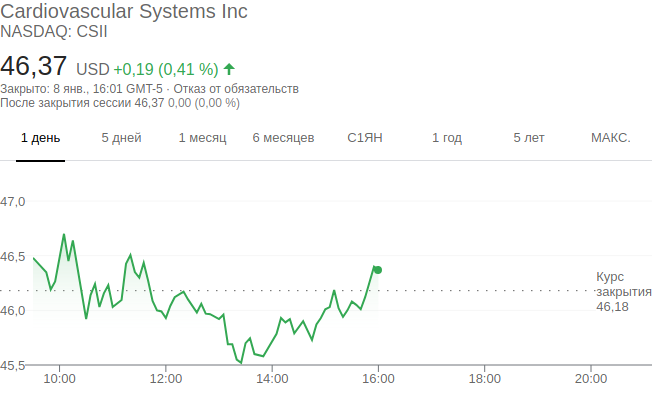 Cardiovascular Systems Inc
NASDAQ: CSII
46,37 USD +0,19 (0,41 %)
Закрыто: 8 янв., 16:01 GMT-5 · Отказ от обязательств
После закрытия сессии 46,37 0,00 (0,00 %)
1 день 5 дней 1 месяц 6 месяцев С1ЯН 1 год 5 лет МАКС.
47,0
46,5
Курс
закрытия
46,18
46,0
45,5
10:00 12:00 14:00 16:00 18:00 20:00